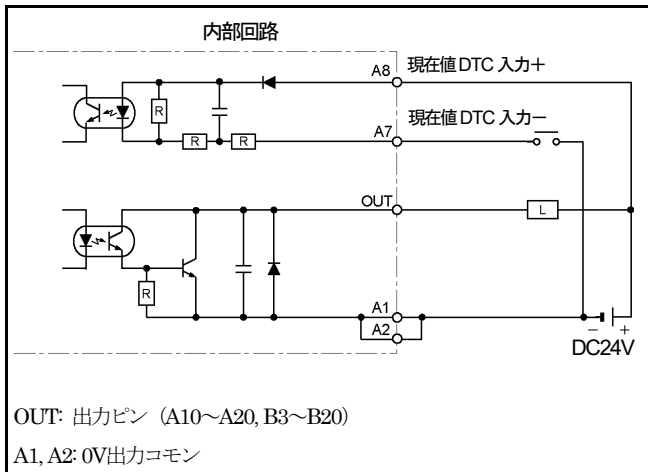 内部回路
A8
現在値DTC 入力＋
R
A7
現在値DTC 入力－
R
R
OUT
L
R
A1
A2
－
＋
DC24V
OUT: 出力ピン（A10～A20, B3～B20）
A1, A2: 0V出力コモン